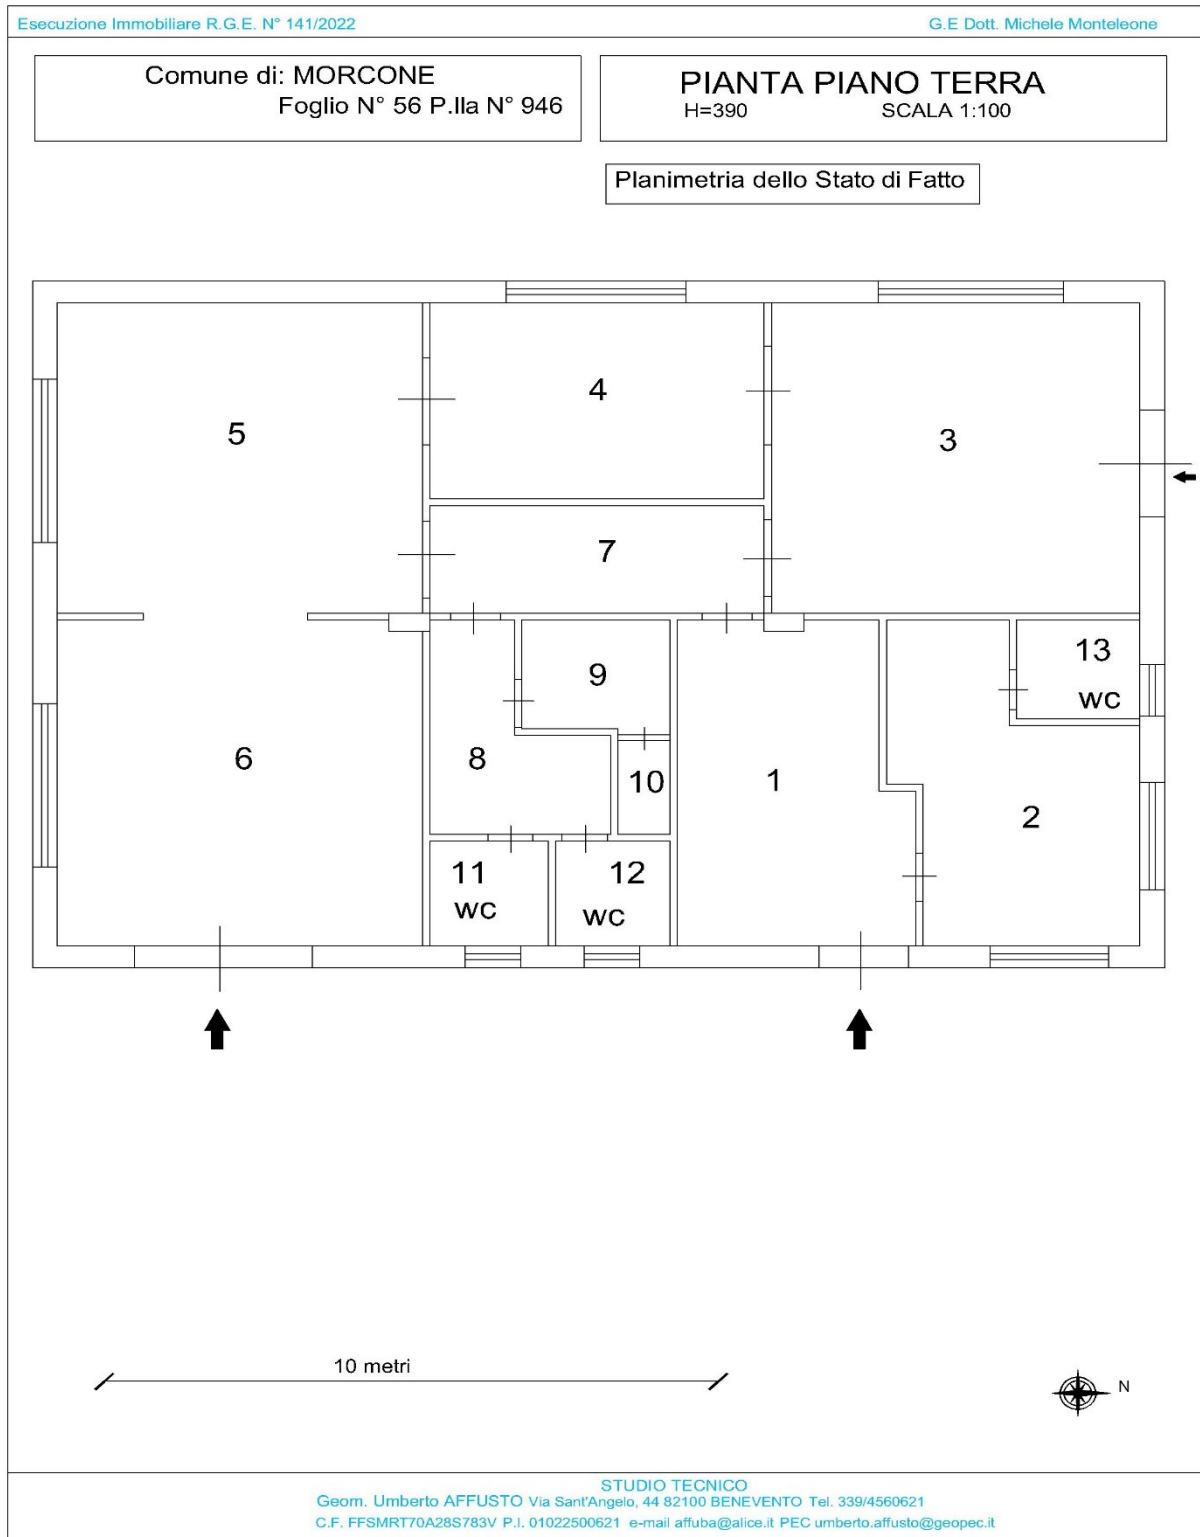 Esecuzione Immobiliare R.G.E. N° 141/2022
G.E Dott. Michele Monteleone
Comune di: MORCONE
Foglio N° 56 P.lla N° 946
PIANTA PIANO TERRA
H=390 SCALA 1:100
Planimetria dello Stato di Fatto
4
5
3
7
9
13
WC
6
8
10
1
2
11
WC
12
WC
10 metri
N
STUDIO TECNICO
Geom. Umberto AFFUSTO Via Sant'Angelo, 44 82100 BENEVENTO Tel. 339/4560621
C.F. FFSMRT70A28S783V P.I. 01022500621 e-mail affuba@alice.it PEC umberto.affusto@geopec.it